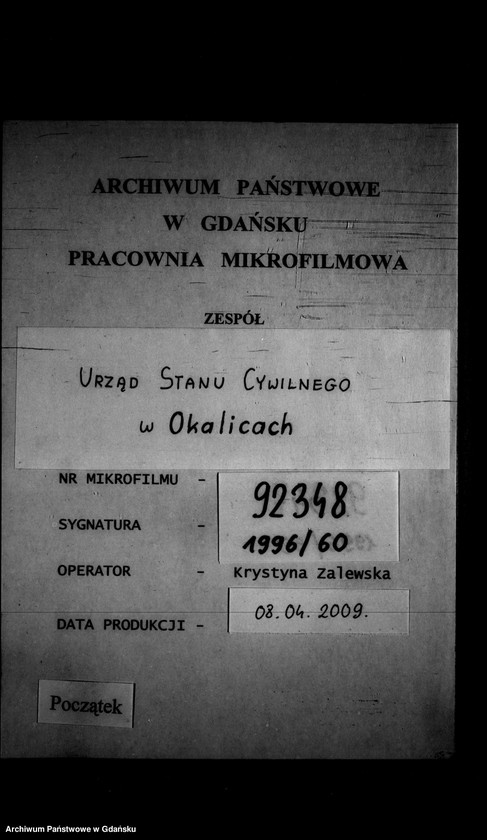 ARCHIWUM PAŃSTWOWE
W GDAŃSKU
PRACOWNIA MIKROFILMOWA
ZESPÓŁ
URZĄD STANU CYWILNEGO
w Okalicach
NR MIKROFILMU - 92348
SYGNATURA - 1996/60
OPERATOR - Krystyna Zalewska
DATA PRODUKCJI - 08.04.2009.
Początek
Archiwum Państwowe w Gdańsku